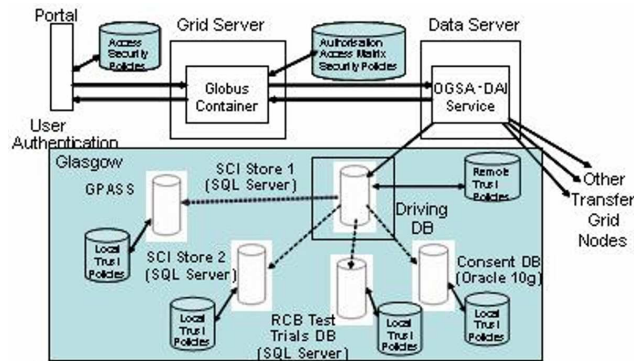 Portal
Grid Server
Data Server
Access
Security
Policies
Authorisation
Access Matrix
Security Policies
Globus
Container
OGSA-DAI
Service
User
Authentication
Glasgow
SCI Store 1
(SQL Server)
GPASS
Remote
Trust
Policies
Other
Transfer
Grid
Nodes
Driving
DB
Local
Trust
Policies
SCI Store 2
(SQL Server)
Consent DB
(Oracle 10g)
Local
Trust
Policies
RCB Test
Trials DB
(SQL Server)
Local
Trust
Policies
Local
Trust
Policies